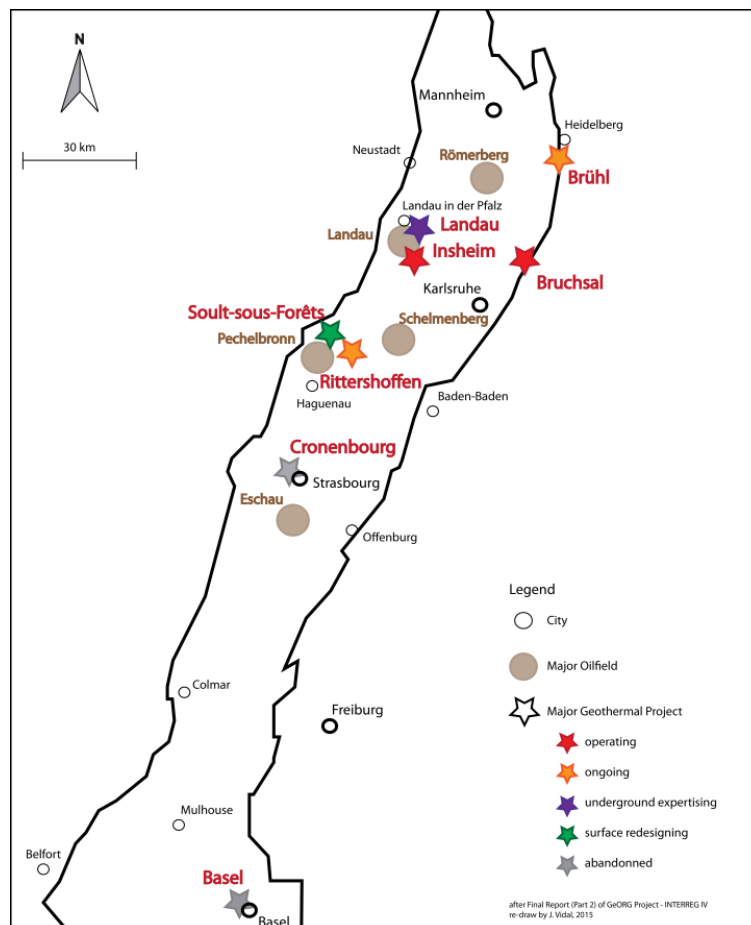 N
30 km
Mannheim
Heidelberg
Neustadt
Römerberg
Brühl
Landau in der Pfalz
Landau
Landau
Insheim
Bruchsal
Karlsruhe
Soult-sous-Forêts
Schelmenberg
Pechelbronn
Rittershoffen
Haguenau
Baden-Baden
Cronenbourg
Strasbourg
Eschau
Offenburg
Legend
City
Major Oilfield
Colmar
Freiburg
Major Geothermal Project
operating
ongoing
underground expertising
surface redesigning
abandonned
Mulhouse
Belfort
Basel
Basel
after Final Report (Part 2) of GeORG Project - INTERREG IV
re-draw by J. Vidal, 2015